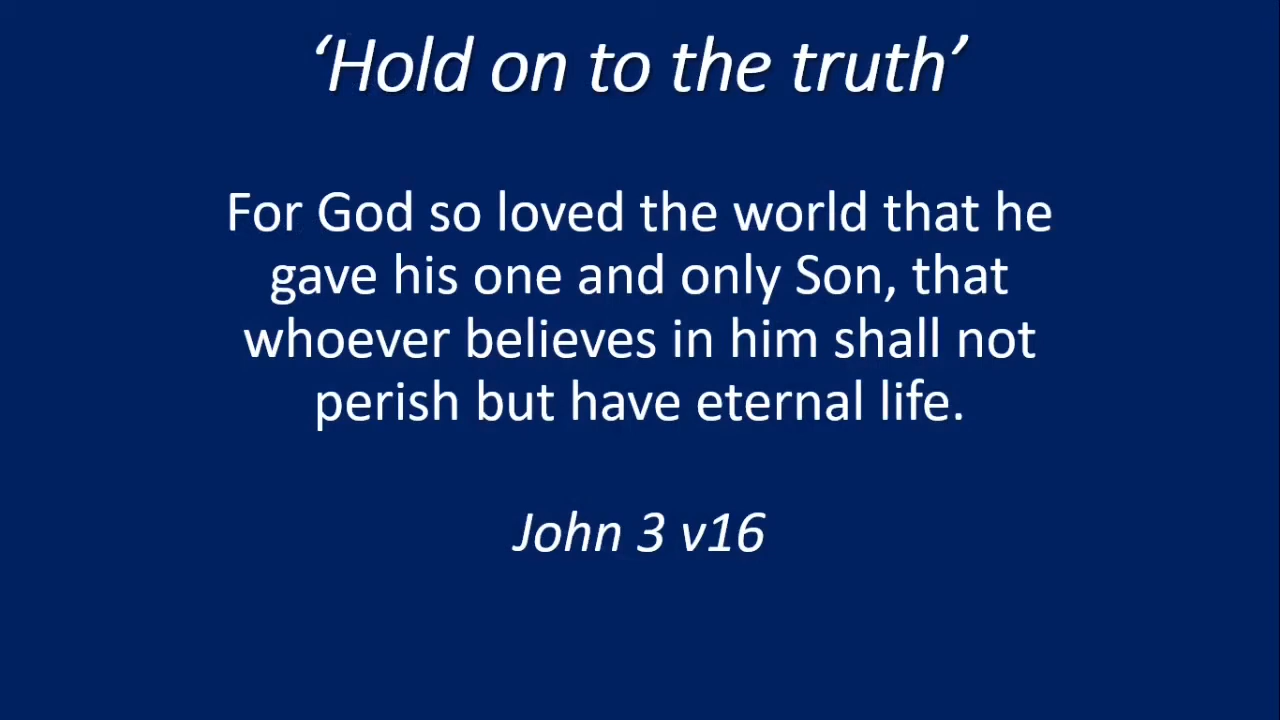 ‘Hold on to the truth’
For God so loved the world that he
gave his one and only Son, that
whoever believes in him shall not
perish but have eternal life.
John 3 v16